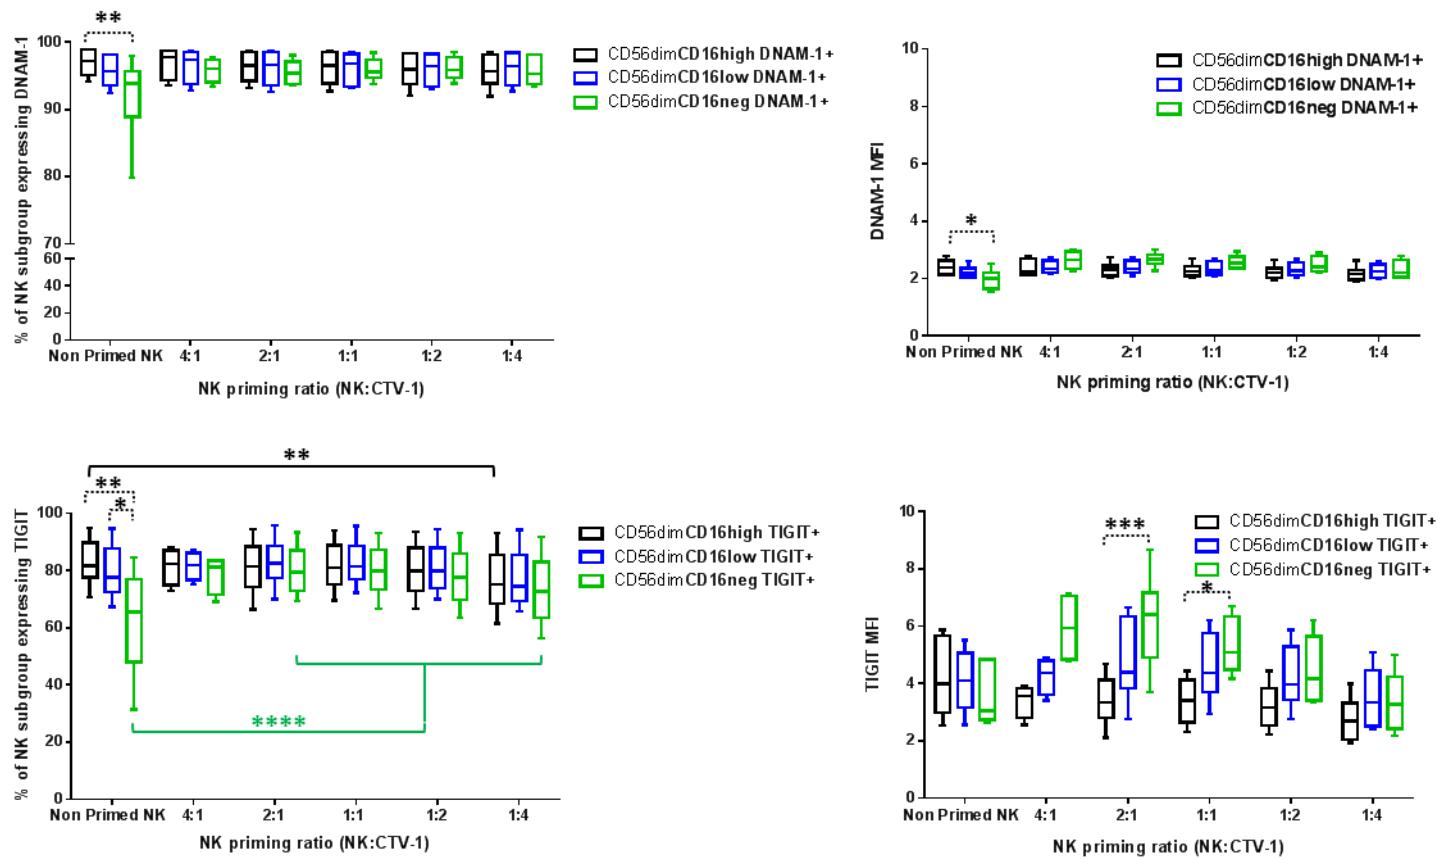 **
% of NK subgroup expressing DNAM-1
100
90
80
70
60
40
20
0
Non Primed NK 4:1 2:1 1:1 1:2 1:4
NK priming ratio (NK:CTV-1)
CD56dimCD16high DNAM-1+
CD56dimCD16low DNAM-1+
CD56dimCD16neg DNAM-1+
DNAM-1 MFI
10
8
6
4
2
0
*
Non Primed NK 4:1 2:1 1:1 1:2 1:4
NK priming ratio (NK:CTV-1)
CD56dimCD16high DNAM-1+
CD56dimCD16low DNAM-1+
CD56dimCD16neg DNAM-1+
% of NK subgroup expressing TIGIT
**
**
*
100
80
60
40
20
0
****
Non Primed NK 4:1 2:1 1:1 1:2 1:4
NK priming ratio (NK:CTV-1)
CD56dimCD16high TIGIT+
CD56dimCD16low TIGIT+
CD56dimCD16neg TIGIT+
TIGIT MFI
10
8
6
4
2
0
***
*
Non Primed NK 4:1 2:1 1:1 1:2 1:4
NK priming ratio (NK:CTV-1)
CD56dimCD16high TIGIT+
CD56dimCD16low TIGIT+
CD56dimCD16neg TIGIT+